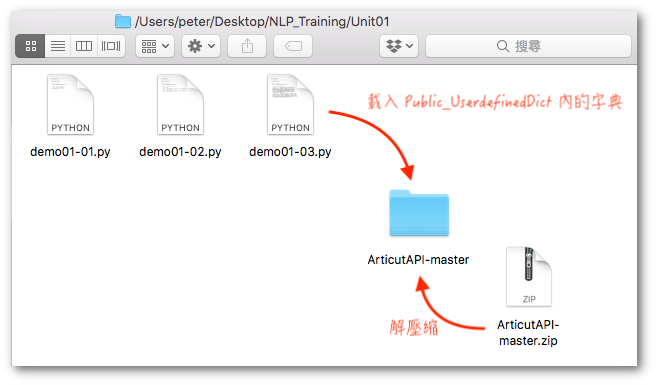 /Users/peter/Desktop/NLP_Training/Unit01
搜尋
PYTHON
PYTHON
PYTHON
demo01-01.py
demo01-02.py
demo01-03.py
載入 Public_UserdefinedDict 內的字典
ArticutAPI-master
ZIP
解壓縮
ArticutAPI-
master.zip